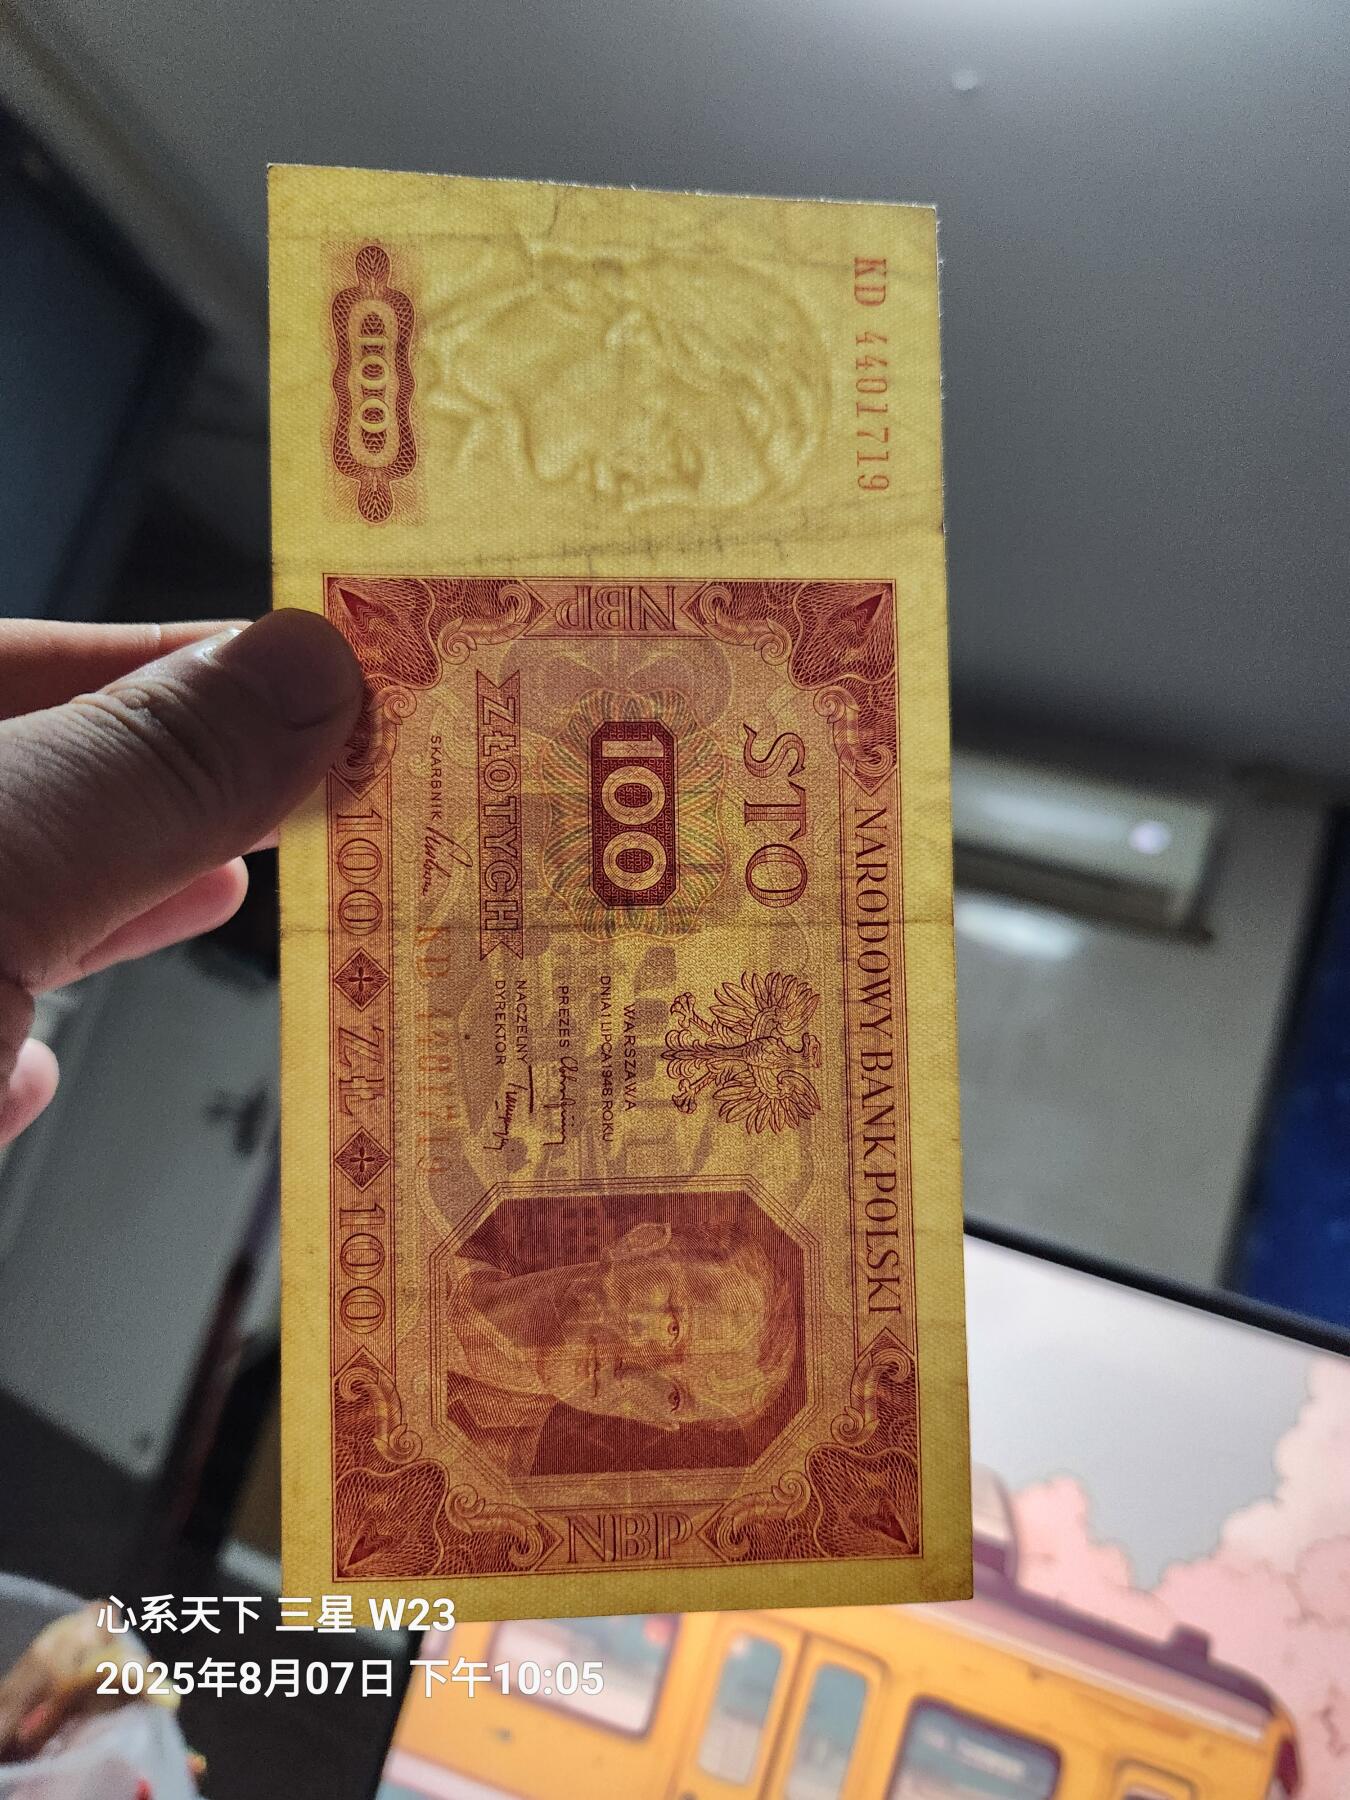 KD 4401719
100
NBP
STO
100
ZŁOTYCH
SKARBNIK
NARODOWY BANK POLSKI
WARSZAWA
DNIA 1 LIPCA 1948 ROKU
PREZES
NACZELNY
DYREKTOR
KD 4401719
100 ZŁ 100
NBP
心系天下 三星 W23
2025年8月07日 下午10:05